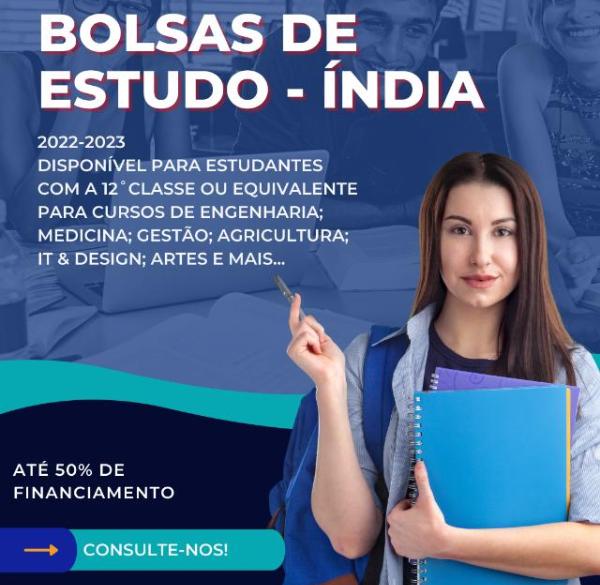 BOLSAS DE
ESTUDO - ÍNDIA
2022-2023
DISPONÍVEL PARA ESTUDANTES
COM A 12°CLASSE OU EQUIVALENTE
PARA CURSOS DE ENGENHARIA;
MEDICINA; GESTÃO; AGRICULTURA;
IT & DESIGN; ARTES E MAIS...
ATÉ 50% DE
FINANCIAMENTO
CONSULTE-NOS!